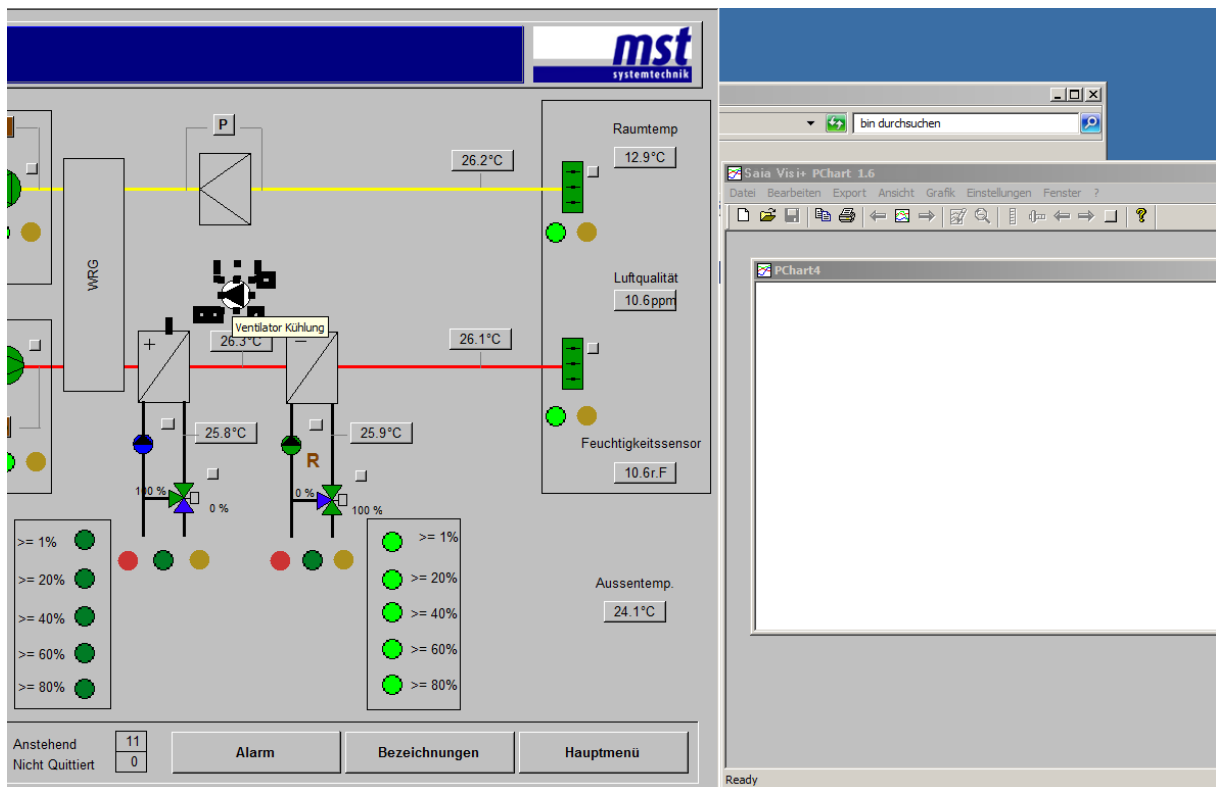 mst
systemtechnik
P
26.2°C
Raumtemp
12.9°C
WRG
Luftqualität
10.6ppm
Ventilator Kühlung
+
26.3°C
−
26.1°C
25.8°C
25.9°C
Feuchtigkeitssensor
10.6r.F
R
100 %
0 %
0 %
100 %
>= 1%
>= 20%
>= 40%
>= 60%
>= 80%
>= 1%
>= 20%
>= 40%
>= 60%
>= 80%
Aussentemp.
24.1°C
Anstehend 11
Nicht Quittiert 0
Alarm
Bezeichnungen
Hauptmenü
bin durchsuchen
Saia Visi+ PChart 1.6
Datei Bearbeiten Export Ansicht Grafik Einstellungen Fenster ?
PChart4
Ready